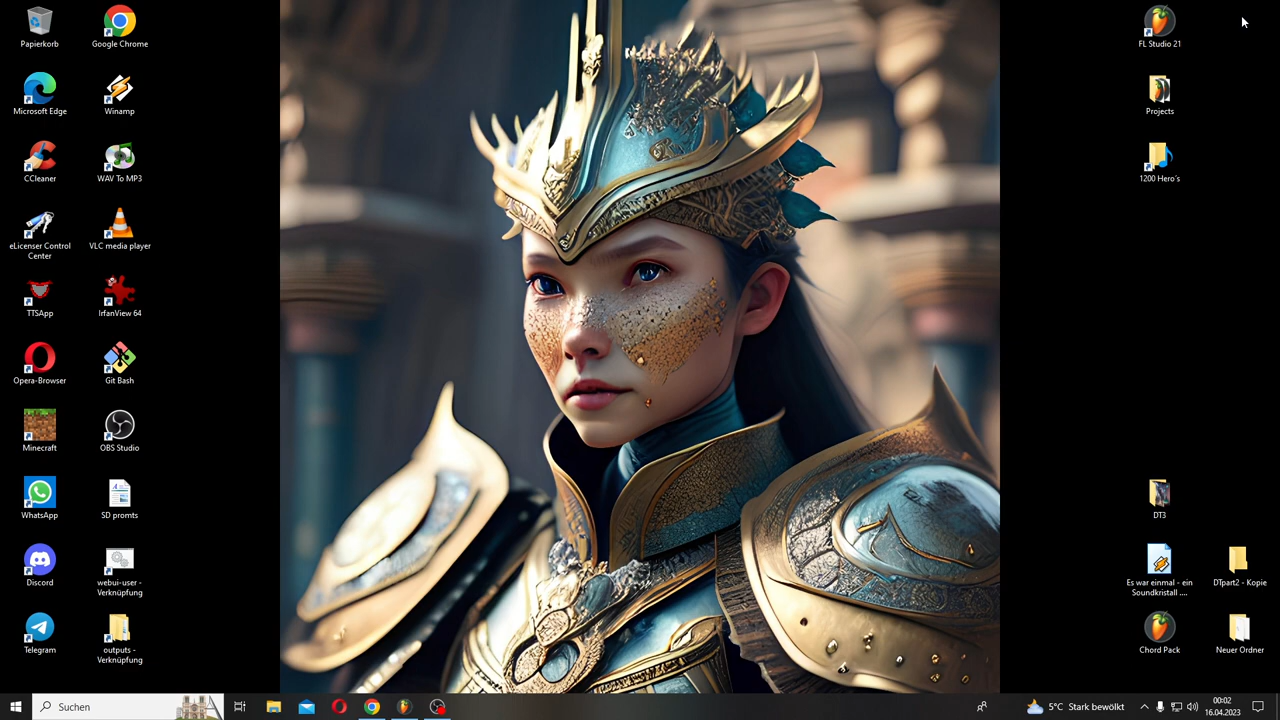 Papierkorb
Google Chrome
Microsoft Edge
Winamp
CCleaner
WAV To MP3
eLicenser Control
Center
VLC media player
TTSApp
IrfanView 64
Opera-Browser
Git Bash
Minecraft
OBS Studio
WhatsApp
SD promts
Discord
webui-user -
Verknüpfung
Telegram
outputs -
Verknüpfung
FL Studio 21
Projects
1200 Hero´s
DT3
Es war einmal - ein
Soundkristall ....
DTpart2 - Kopie
Chord Pack
Neuer Ordner
Suchen
5°C Stark bewölkt
00:02
16.04.2023